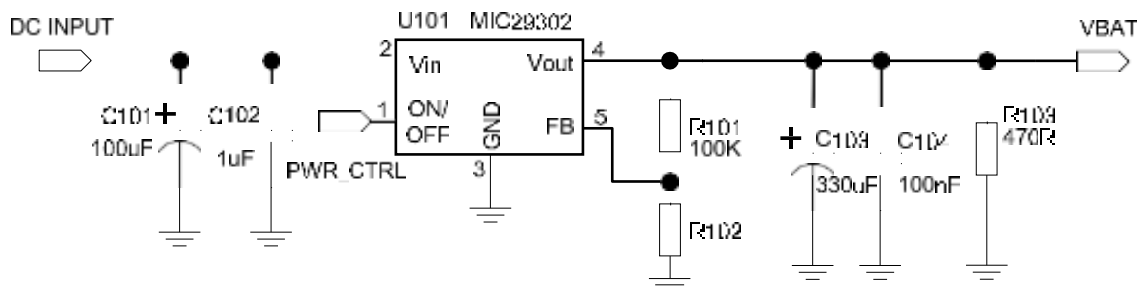 U101 MIC29302
DC INPUT
VBAT
2
4
Vin
Vout
C101
+
C102
1
ON/
OFF
GND
FB
5
R101
100K
R103
470R
100uF
1uF
PWR_CTRL
3
+
C103
C104
330uF
100nF
R102